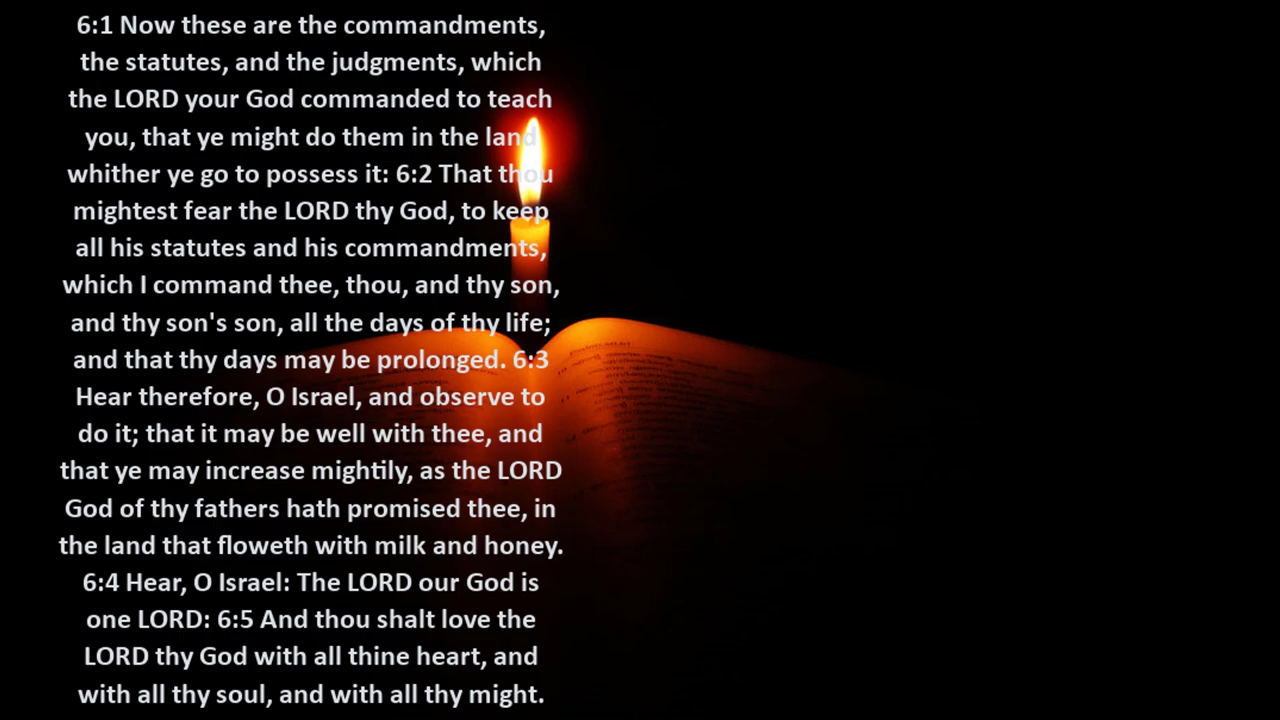 6:1 Now these are the commandments,
the statutes, and the judgments, which
the LORD your God commanded to teach
you, that ye might do them in the land
whither ye go to possess it: 6:2 That thou
mightest fear the LORD thy God, to keep
all his statutes and his commandments,
which I command thee, thou, and thy son,
and thy son's son, all the days of thy life;
and that thy days may be prolonged. 6:3
Hear therefore, O Israel, and observe to
do it; that it may be well with thee, and
that ye may increase mightily, as the LORD
God of thy fathers hath promised thee, in
the land that floweth with milk and honey.
6:4 Hear, O Israel: The LORD our God is
one LORD: 6:5 And thou shalt love the
LORD thy God with all thine heart, and
with all thy soul, and with all thy might.